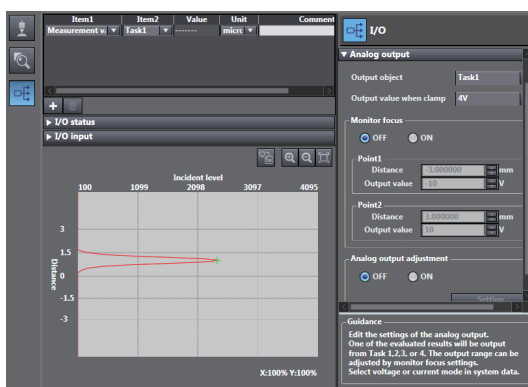 Item1 Item2 Value Unit Comment
Measurement v. Task1 ------- micro
I/O status
I/O input
Incident level
100 1099 2098 3097 4095
Distance
3
1.5
0
-1.5
-3
X:100% Y:100%
I/O
Analog output
Output object Task1
Output value when clamp 4V
Monitor focus
OFF ON
Point1
Distance -3.000000 mm
Output value -10 V
Point2
Distance 3.000000 mm
Output value 10 V
Analog output adjustment
OFF ON
Setting
Guidance
Edit the settings of the analog output.
One of the evaluated results will be output
from Task 1,2,3, or 4. The output range can be
adjusted by monitor focus settings.
Select voltage or current mode in system data.